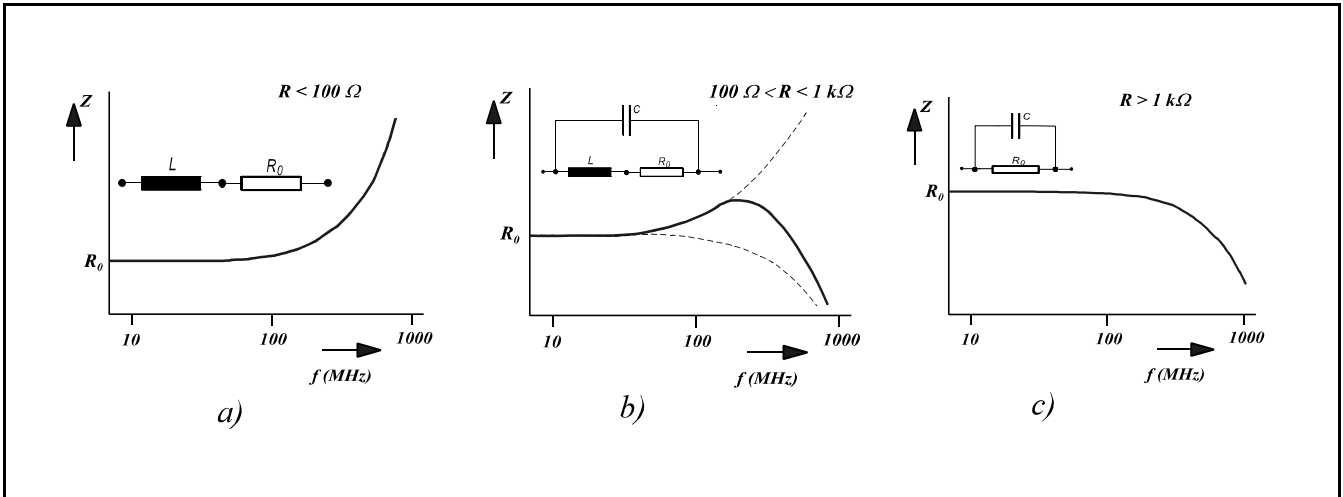 R < 100 Ω
Z
L
R0
R0
10
100
1000
f (MHz)
a)
100 Ω < R < 1 kΩ
Z
C
L
R0
R0
10
100
1000
f (MHz)
b)
R > 1 kΩ
Z
C
R0
R0
10
100
1000
f (MHz)
c)